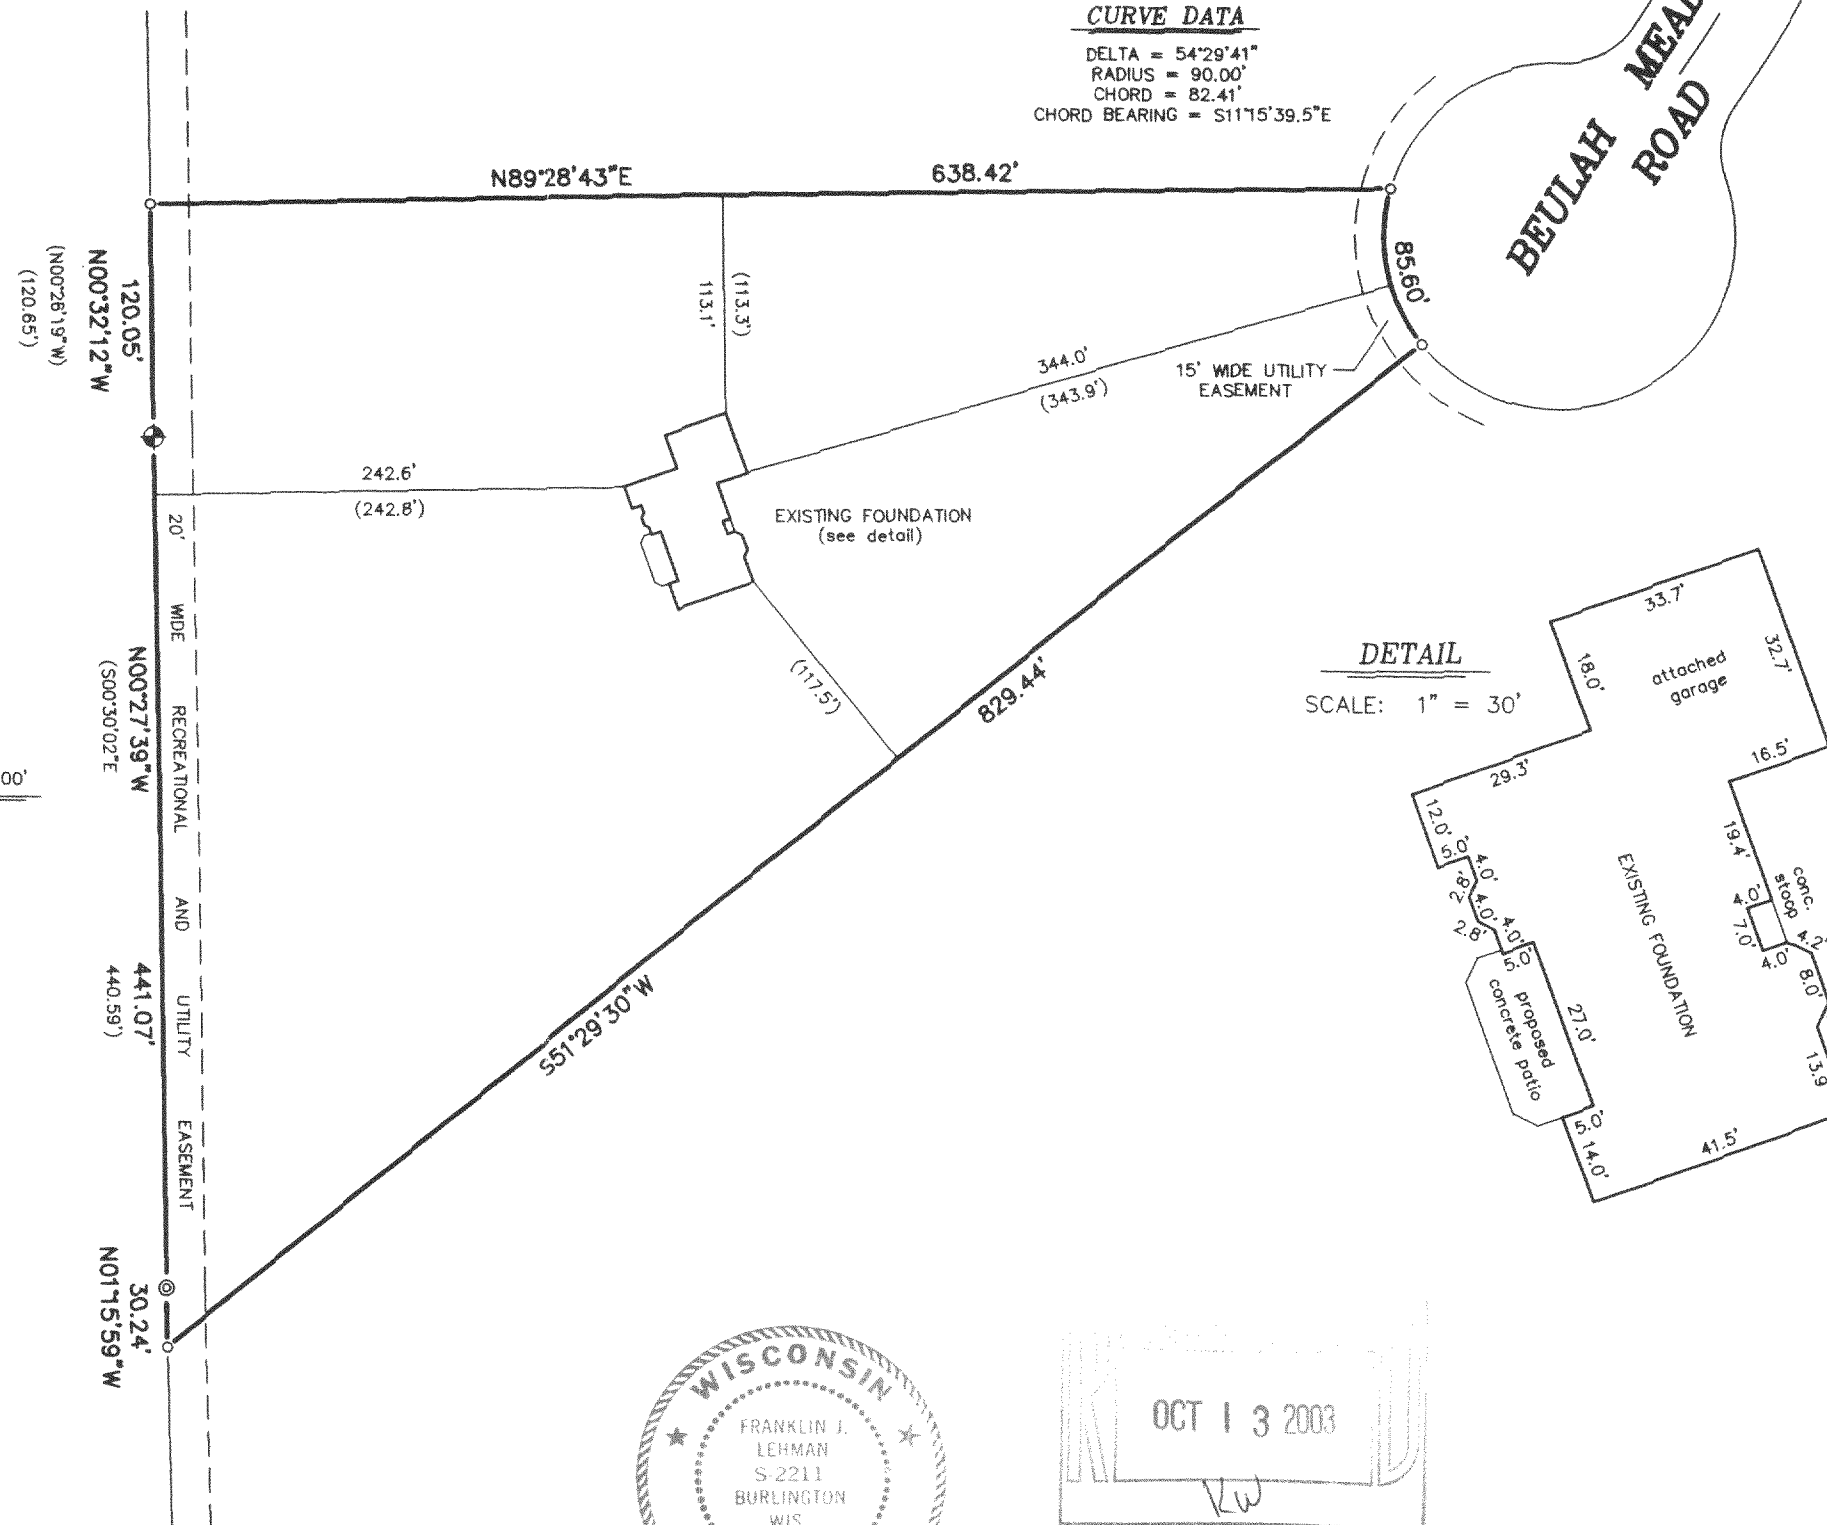 CURVE DATA
DELTA = 54°29'41"
RADIUS = 90.00'
CHORD = 82.41'
CHORD BEARING = S11°15'39.5"E
BEULAH
ROAD
N89°28'43"E
638.42'
85.60'
120.05'
N00°32'12"W
(N00°28'19"W)
(120.65')
113.1'
(113.3')
344.0'
(343.9')
15' WIDE UTILITY
EASEMENT
242.6'
(242.8')
EXISTING FOUNDATION
(see detail)
(117.5')
829.44'
S51°29'30"W
20' WIDE RECREATIONAL AND UTILITY EASEMENT
N00°27'39"W
(S00°30'02"E
441.07'
440.59')
30.24'
N01°15'59"W
00'
DETAIL
SCALE: 1" = 30'
33.7'
32.7'
18.0'
attached
garage
16.5'
29.3'
12.0'
5.0'
4.0'
2.8'
4.0'
2.8'
4.0'
5.0'
19.4'
conc.
stoop
4.0'
7.0'
4.0'
4.2
8.0'
13.9
EXISTING FOUNDATION
27.0'
proposed
concrete patio
5.0'
14.0'
41.5'
WISCONSIN
FRANKLIN J.
LEHMAN
S-2211
BURLINGTON
WIS.
OCT 13 2003
RW